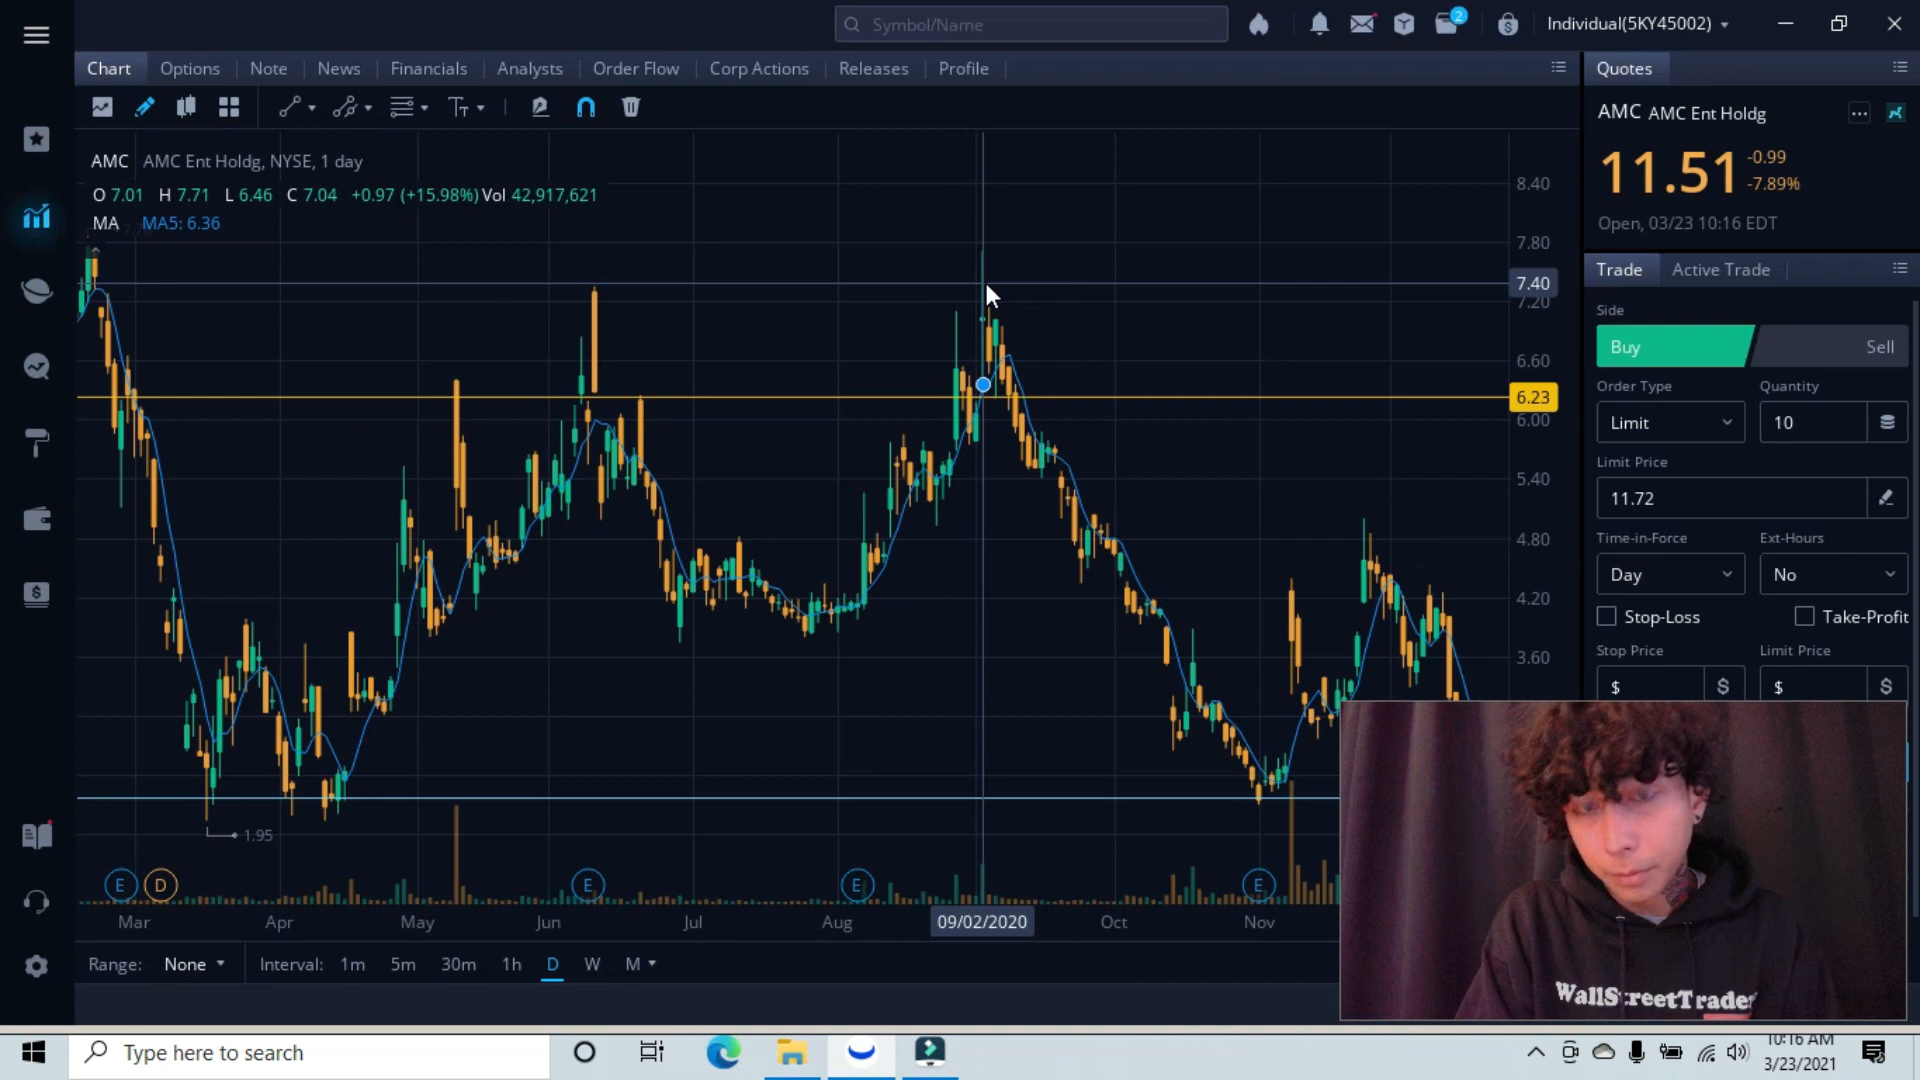 Symbol/Name
2
Individual(5KY45002)
Chart Options Note News Financials Analysts Order Flow Corp Actions Releases Profile
Quotes
AMC AMC Ent Holdg
11.51 -0.99
-7.89%
Open, 03/23 10:16 EDT
AMC AMC Ent Holdg, NYSE, 1 day
O 7.01 H 7.71 L 6.46 C 7.04 +0.97 (+15.98%) Vol 42,917,621
MA MA5: 6.36
8.40
7.80
7.40
7.20
6.60
6.23
6.00
5.40
4.80
4.20
3.60
1.95
E D E E E
Mar Apr May Jun Jul Aug 09/02/2020 Oct Nov
Range: None Interval: 1m 5m 30m 1h D W M
Trade Active Trade
Side
Buy Sell
Order Type Quantity
Limit 10
Limit Price
11.72
Time-in-Force Ext-Hours
Day No
Stop-Loss Take-Profit
Stop Price Limit Price
$ $ $ $
WallStreetTrade
Type here to search
10:16 AM
3/23/2021